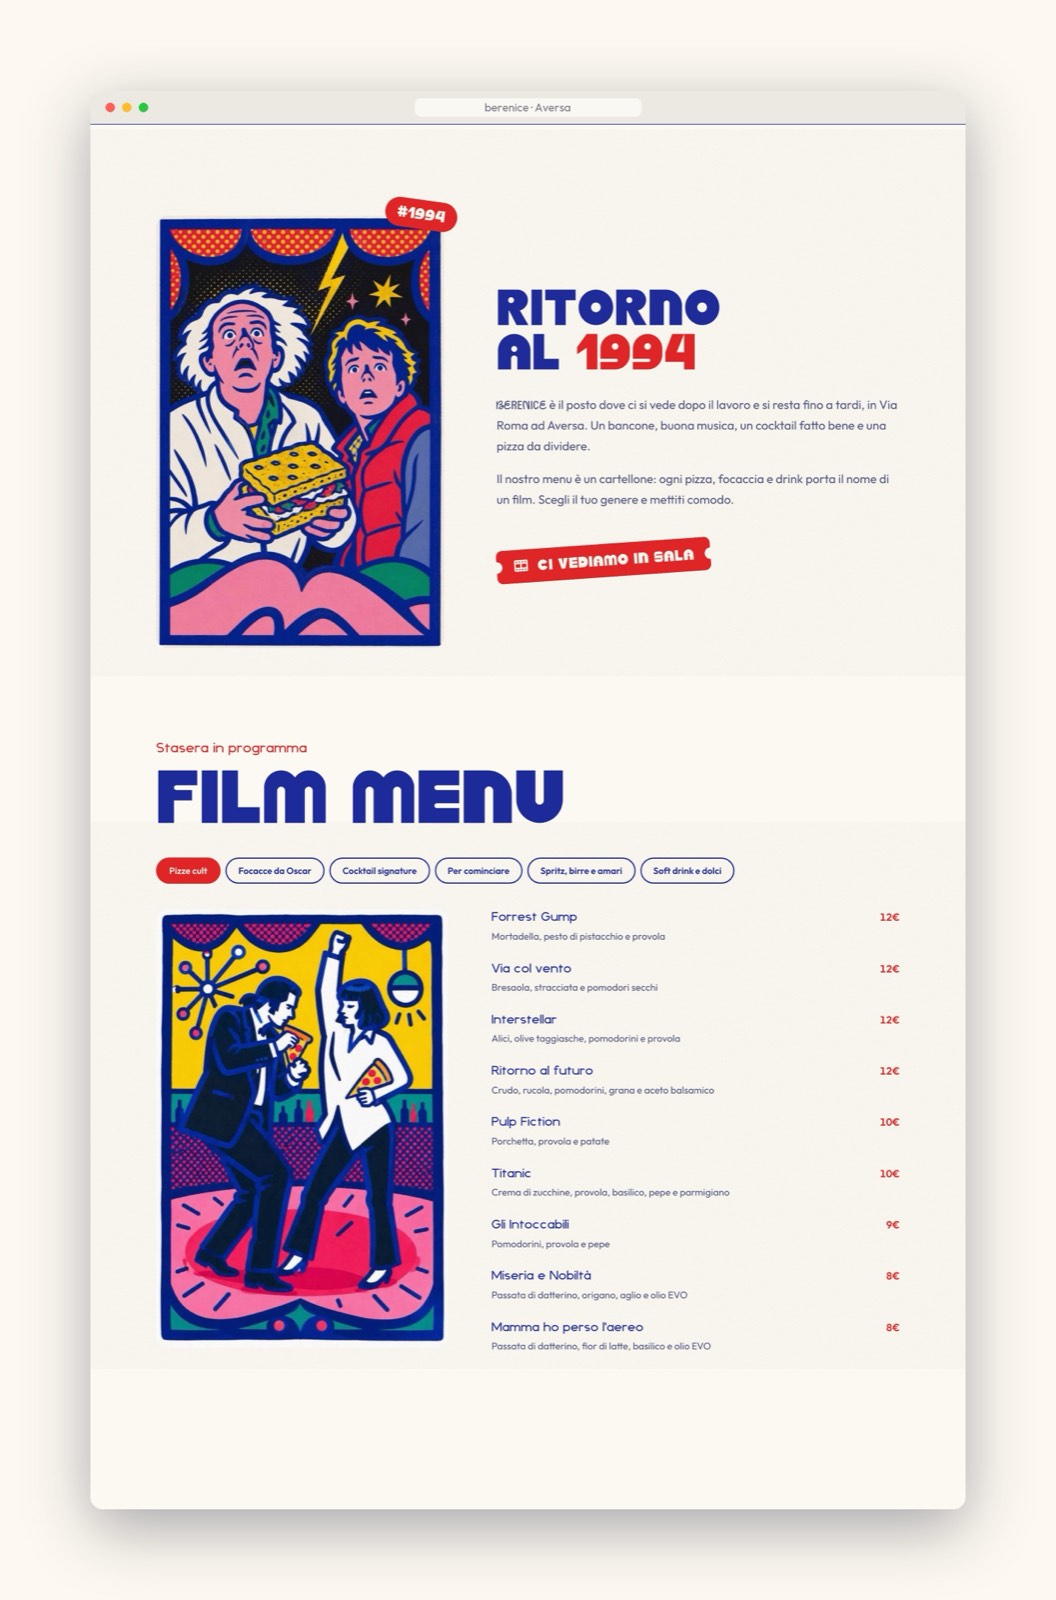 berenice · Aversa
#1994
RITORNO
AL 1994
BERENICE è il posto dove ci si vede dopo il lavoro e si resta fino a tardi, in Via
Roma ad Aversa. Un bancone, buona musica, un cocktail fatto bene e una
pizza da dividere.
Il nostro menu è un cartellone: ogni pizza, focaccia e drink porta il nome di
un film. Scegli il tuo genere e mettiti comodo.
CI VEDIAMO IN SALA
Stasera in programma
FILM MENU
Pizze cult
Focacce da Oscar
Cocktail signature
Per cominciare
Spritz, birre e amari
Soft drink e dolci
Forrest Gump 12€
Mortadella, pesto di pistacchio e provola
Via col vento 12€
Bresaola, stracciata e pomodori secchi
Interstellar 12€
Alici, olive taggiasche, pomodorini e provola
Ritorno al futuro 12€
Crudo, rucola, pomodorini, grana e aceto balsamico
Pulp Fiction 10€
Porchetta, provola e patate
Titanic 10€
Crema di zucchine, provola, basilico, pepe e parmigiano
Gli Intoccabili 9€
Pomodorini, provola e pepe
Miseria e Nobiltà 8€
Passata di datterino, origano, aglio e olio EVO
Mamma ho perso l'aereo 8€
Passata di datterino, fior di latte, basilico e olio EVO